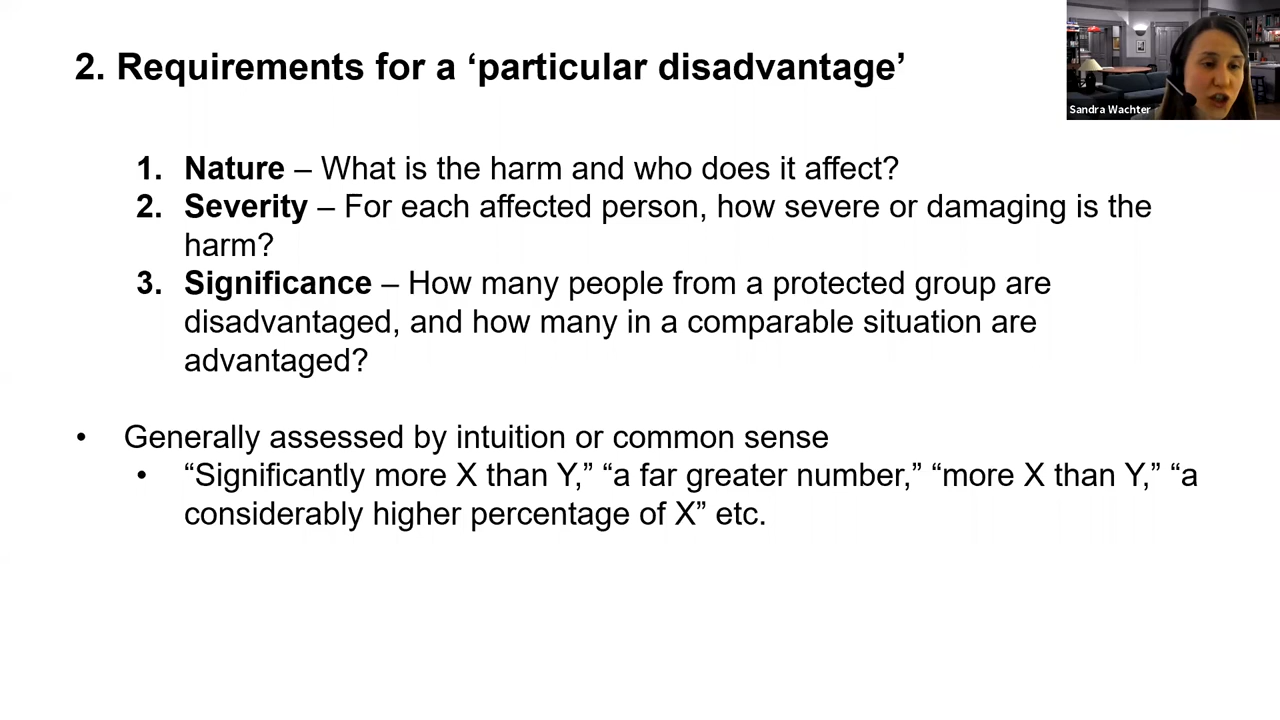 2. Requirements for a ‘particular disadvantage’
Sandra Wachter
1. Nature – What is the harm and who does it affect?
2. Severity – For each affected person, how severe or damaging is the
harm?
3. Significance – How many people from a protected group are
disadvantaged, and how many in a comparable situation are
advantaged?
• Generally assessed by intuition or common sense
• “Significantly more X than Y,” “a far greater number,” “more X than Y,” “a
considerably higher percentage of X” etc.